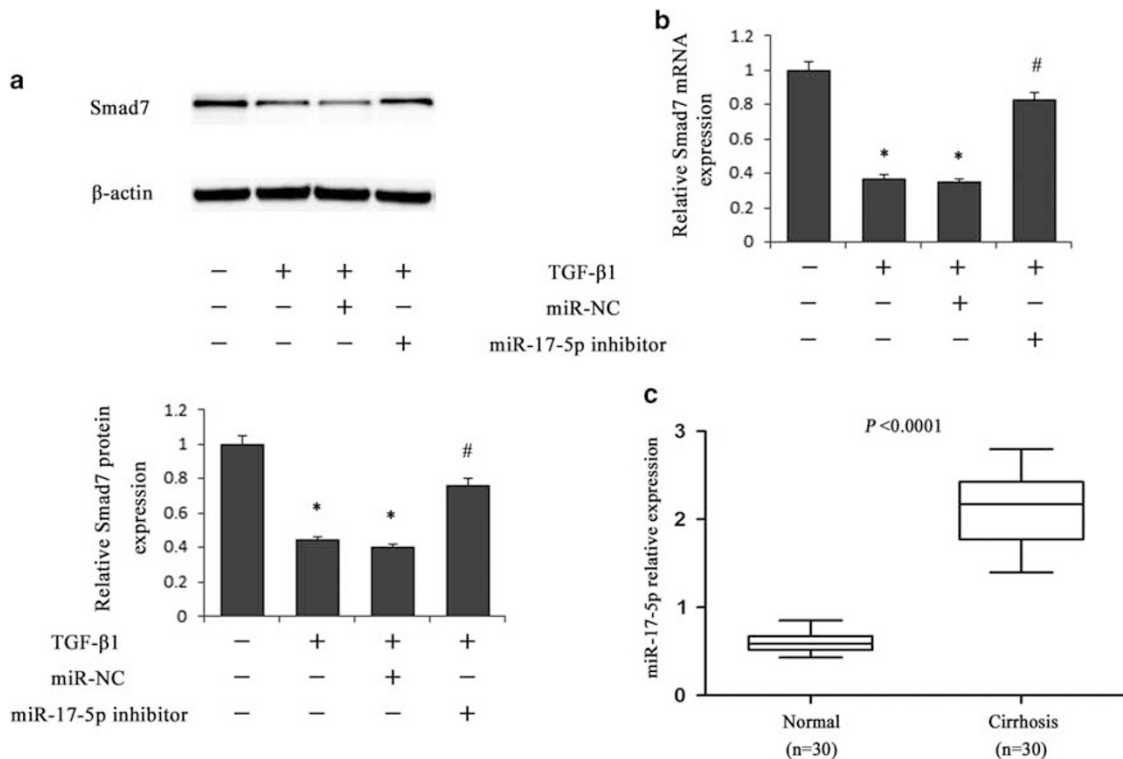 a
Smad7
β-actin
– + + + TGF-β1
– – + – miR-NC
– – – + miR-17-5p inhibitor
Relative Smad7 protein
expression
1.2
1
0.8
0.6
0.4
0.2
0
* * #
TGF-β1 – + + +
miR-NC – – + –
miR-17-5p inhibitor – – – +
b
Relative Smad7 mRNA
expression
1.2
1
0.8
0.6
0.4
0.2
0
* * #
– + + +
– – + –
– – – +
c
P <0.0001
miR-17-5p relative expression
3
2
1
0
Normal Cirrhosis
(n=30) (n=30)